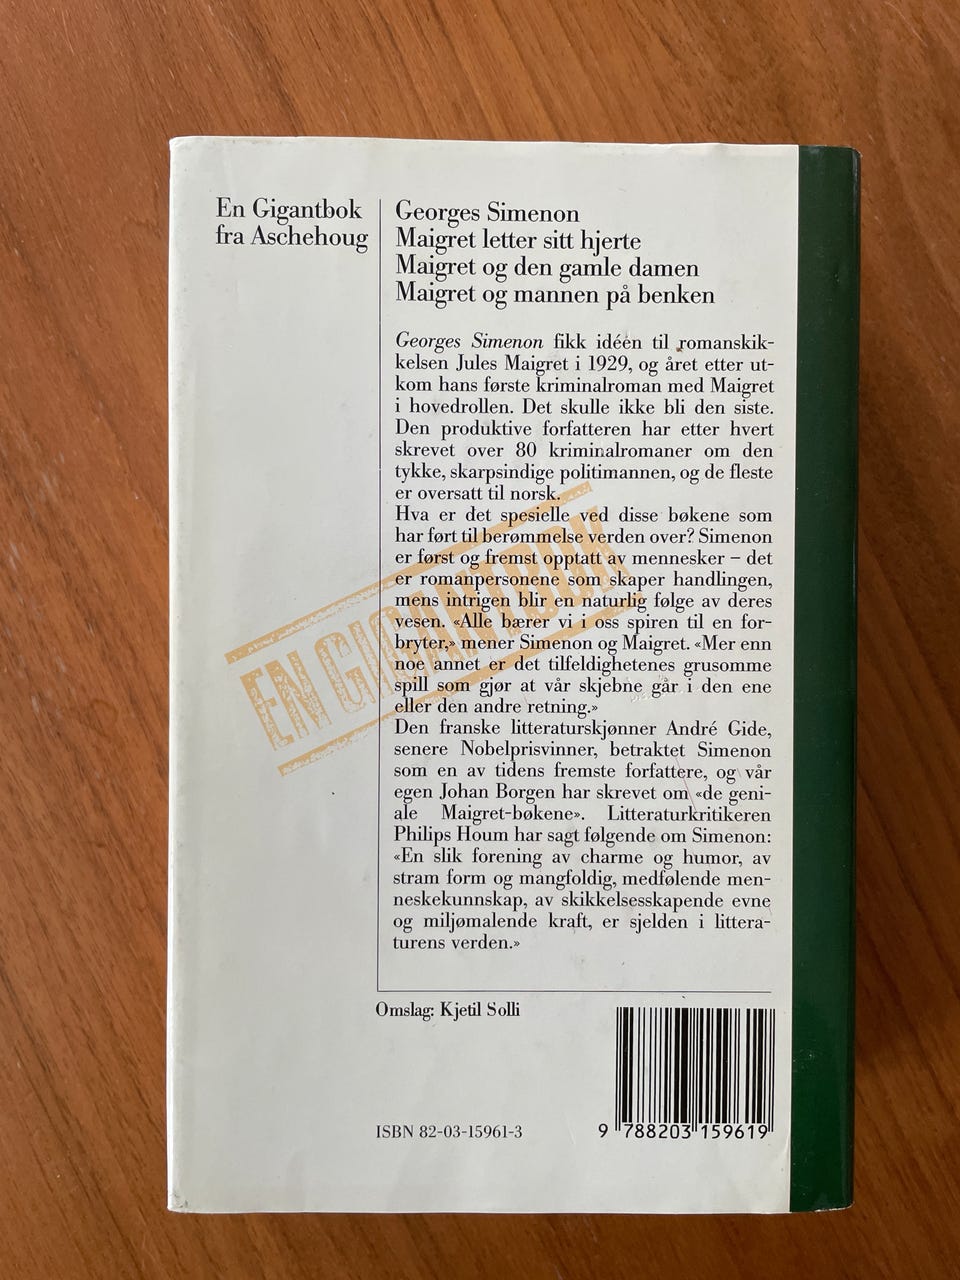 En Gigantbok
fra Aschehoug
Georges Simenon
Maigret letter sitt hjerte
Maigret og den gamle damen
Maigret og mannen på benken
Georges Simenon fikk idéen til romanskik-
kelsen Jules Maigret i 1929, og året etter ut-
kom hans første kriminalroman med Maigret
i hovedrollen. Det skulle ikke bli den siste.
Den produktive forfatteren har etter hvert
skrevet over 80 kriminalromaner om den
tykke, skarpsindige politimannen, og de fleste
er oversatt til norsk.
Hva er det spesielle ved disse bøkene som
har ført til berømmelse verden over? Simenon
er først og fremst opptatt av mennesker – det
er romanpersonene som skaper handlingen,
mens intrigen blir en naturlig følge av deres
vesen. «Alle bærer vi i oss spiren til en for-
bryter,» mener Simenon og Maigret. «Mer enn
noe annet er det tilfeldighetenes grusomme
spill som gjør at vår skjebne går i den ene
eller den andre retning.»
Den franske litteraturskjønner André Gide,
senere Nobelprisvinner, betraktet Simenon
som en av tidens fremste forfattere, og vår
egen Johan Borgen har skrevet om «de geni-
ale Maigret-bøkene». Litteraturkritikeren
Philips Houm har sagt følgende om Simenon:
«En slik forening av charme og humor, av
stram form og mangfoldig, medfølende men-
neskekunnskap, av skikkelsesskapende evne
og miljømalende kraft, er sjelden i littera-
turens verden.»
EN GIGANTBOK
Omslag: Kjetil Solli
ISBN 82-03-15961-3
9 788203 159619